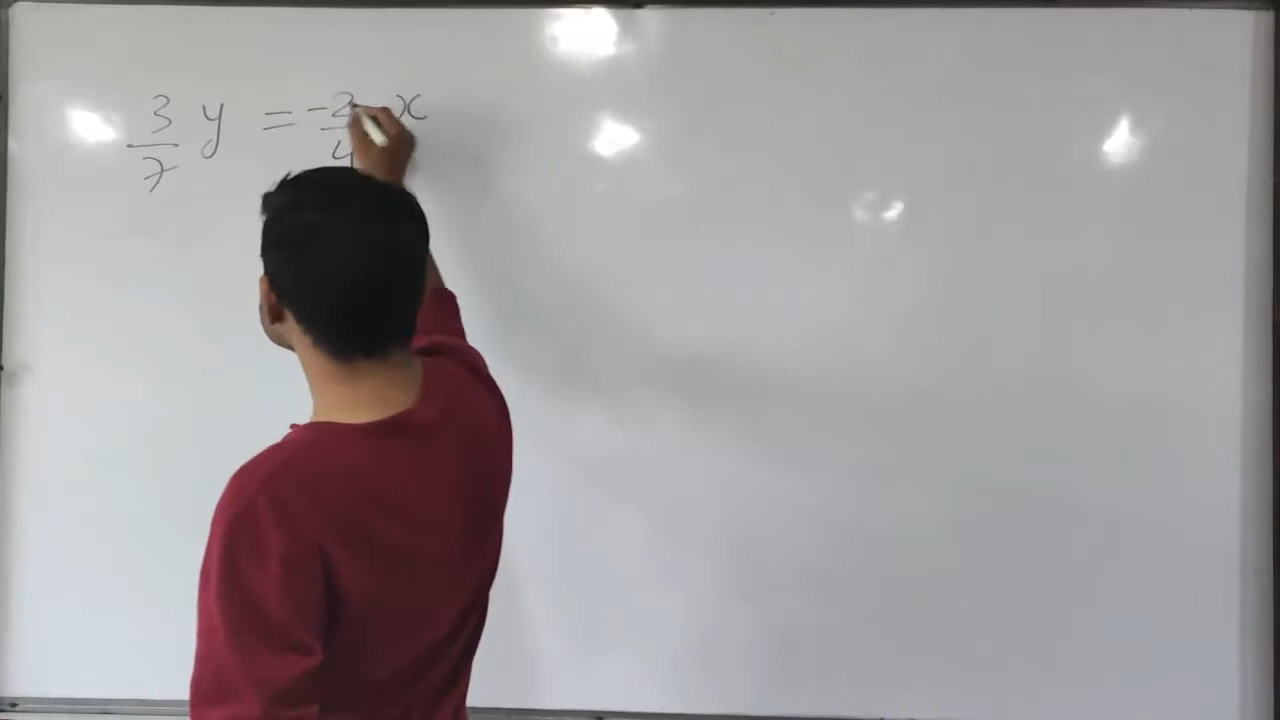 3/7 y = -2/4 x